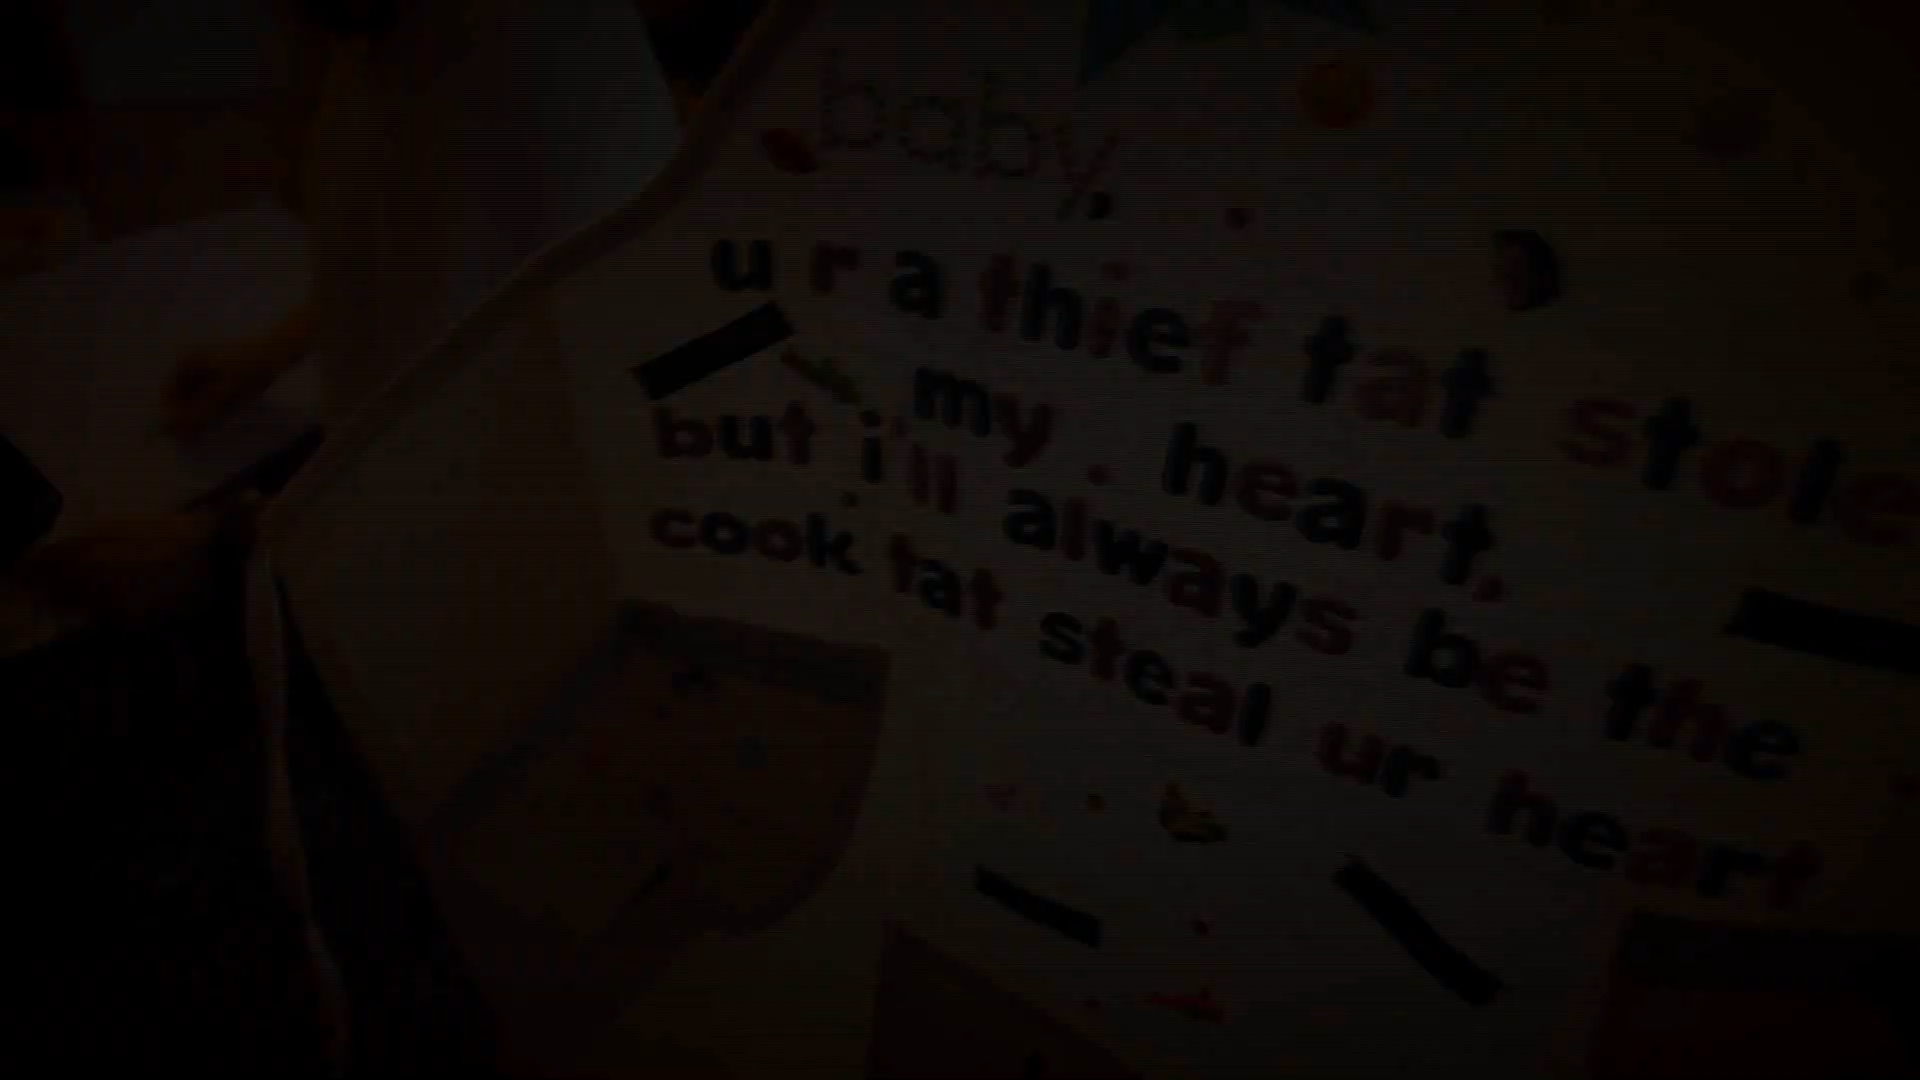 baby,
u r a thief tat stole
my heart.
but i'll always be the
cook tat steal ur heart